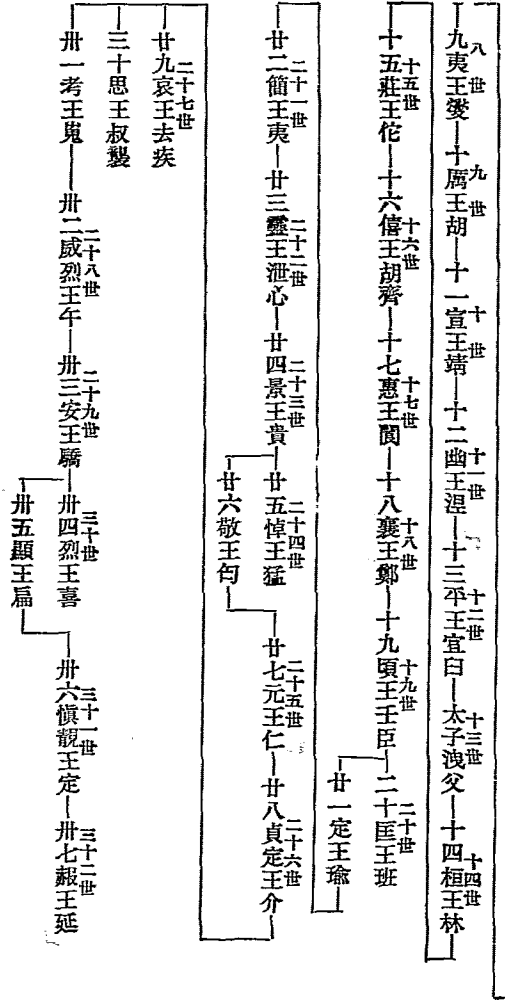 八世 九世 十世 十一世 十二世 十三世 十四世
九夷王燮—十厲王胡—十一宣王靖—十二幽王涅—十三平王宜臼—太子洩父—十四桓王林
十五世 十六世 十七世 十八世 十九世 二十世
十五莊王佗—十六僖王胡齊—十七惠王閬—十八襄王鄭—十九頃王壬臣—二十匡王班
廿一定王瑜
二十一世 二十二世 二十三世 二十四世
廿二簡王夷—廿三靈王泄心—廿四景王貴—廿五悼王猛
廿六敬王匄
二十五世 二十六世
廿七元王仁—廿八貞定王介
二十七世
廿九哀王去疾
三十思王叔襲
二十八世 二十九世 三十世
卅一考王嵬—卅二威烈王午—卅三安王驕—卅四烈王喜
卅五顯王扁
三十一世 三十二世
卅六愼靚王定—卅七赧王延